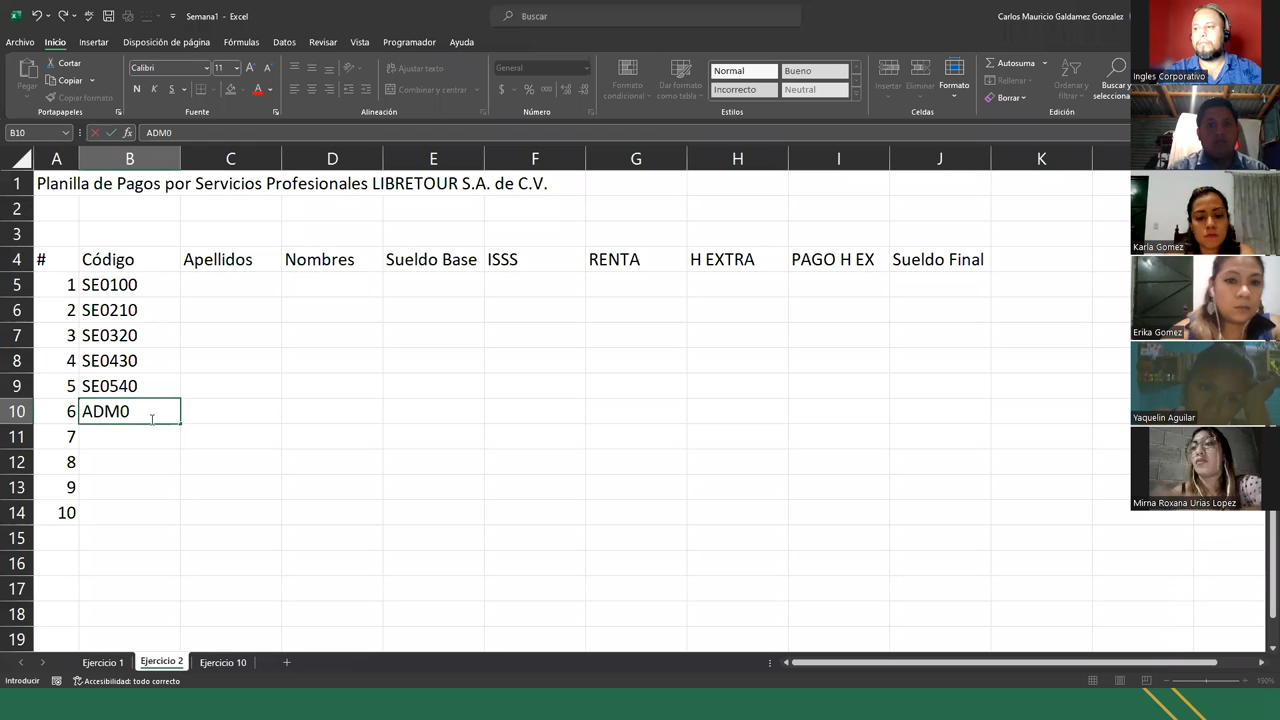 Semana1 - Excel
Buscar
Carlos Mauricio Galdamez Gonzalez
Archivo Inicio Insertar Disposición de página Fórmulas Datos Revisar Vista Programador Ayuda
Pegar
Cortar
Copiar
Copiar formato
Portapapeles
Calibri 11
N K S
Fuente
Ajustar texto
Combinar y centrar
Alineación
General
$ % 000
Número
Formato condicional
Dar formato como tabla
Normal Bueno
Incorrecto Neutral
Estilos
Insertar Eliminar Formato
Celdas
Autosuma
Rellenar
Borrar
Ordenar y filtrar
Buscar y selecciona
Edición
B10 fx ADM0
A B C D E F G H I J K
1 Planilla de Pagos por Servicios Profesionales LIBRETOUR S.A. de C.V.
2
3
4 # Código Apellidos Nombres Sueldo Base ISSS RENTA H EXTRA PAGO H EX Sueldo Final
5 1 SE0100
6 2 SE0210
7 3 SE0320
8 4 SE0430
9 5 SE0540
10 6 ADM0
11 7
12 8
13 9
14 10
15
16
17
18
19
Ejercicio 1 Ejercicio 2 Ejercicio 10
Introducir Accesibilidad: todo correcto 190%
Ingles Corporativo
Karla Gomez
Erika Gomez
Yaquelin Aguilar
Mirna Roxana Urias Lopez